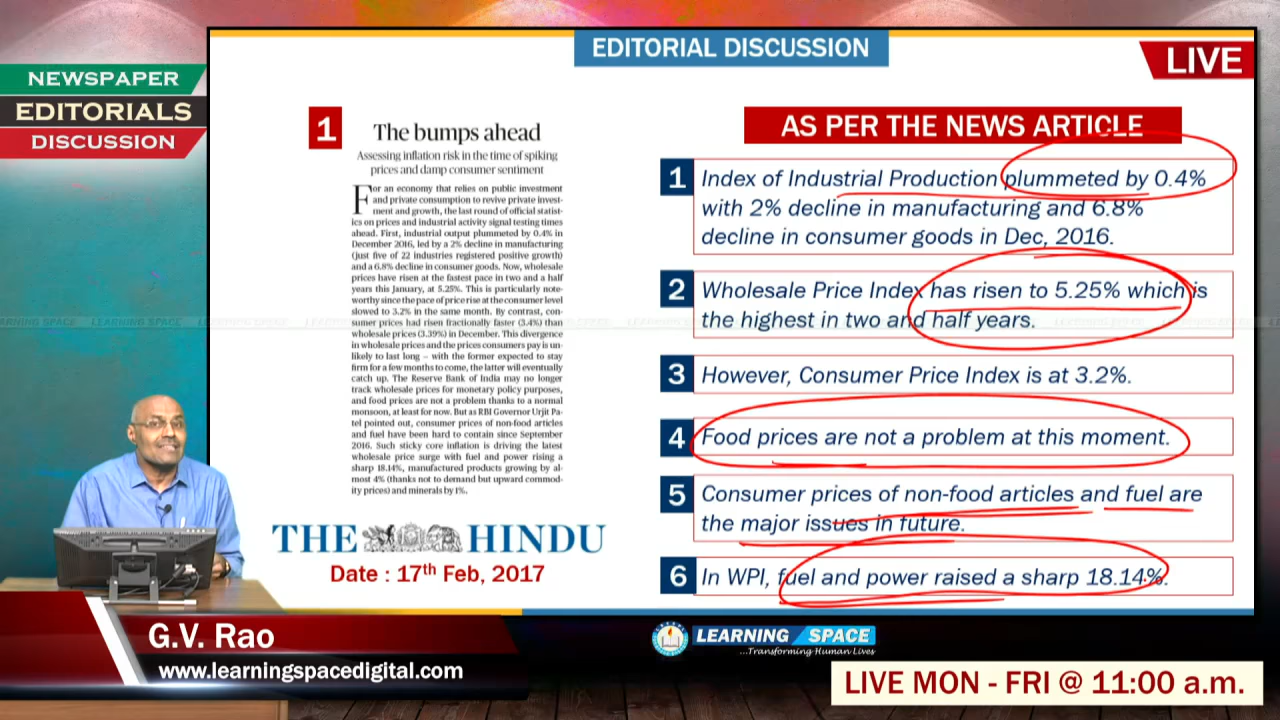 EDITORIAL DISCUSSION
LIVE
NEWSPAPER
EDITORIALS
DISCUSSION
1
The bumps ahead
Assessing inflation risk in the time of spiking
prices and damp consumer sentiment
For an economy that relies on public investment
and private consumption to revive private invest-
ment and growth, the last round of official statist-
ics on prices and industrial activity signal testing times
ahead. First, industrial output plummeted by 0.4% in
December 2016, led by a 2% decline in manufacturing
(just five of 22 industries registered positive growth)
and a 6.8% decline in consumer goods. Now, wholesale
prices have risen at the fastest pace in two and a half
years this January, at 5.25%. This is particularly note-
worthy since the pace of price rise at the consumer level
slowed to 3.2% in the same month. By contrast, con-
sumer prices had risen fractionally faster (3.4%) than
wholesale prices (3.39%) in December. This divergence
in wholesale prices and the prices consumers pay is un-
likely to last long – with the former expected to stay
firm for a few months to come, the latter will eventually
catch up. The Reserve Bank of India may no longer
track wholesale prices for monetary policy purposes,
and food prices are not a problem thanks to a normal
monsoon, at least for now. But as RBI Governor Urjit Pa-
tel pointed out, consumer prices of non-food articles
and fuel have been hard to contain since September
2016. Such sticky core inflation is driving the latest
wholesale price surge with fuel and power rising a
sharp 18.14%, manufactured products growing by al-
most 4% (thanks not to demand but upward commod-
ity prices) and minerals by 1%.
THE HINDU
Date : 17th Feb, 2017
AS PER THE NEWS ARTICLE
1 Index of Industrial Production plummeted by 0.4%
with 2% decline in manufacturing and 6.8%
decline in consumer goods in Dec, 2016.
2 Wholesale Price Index has risen to 5.25% which is
the highest in two and half years.
3 However, Consumer Price Index is at 3.2%.
4 Food prices are not a problem at this moment.
5 Consumer prices of non-food articles and fuel are
the major issues in future.
6 In WPI, fuel and power raised a sharp 18.14%.
LEARNING SPACE LEARNING SPACE LEARNING SPACE
G.V. Rao
www.learningspacedigital.com
LEARNING SPACE
...Transforming Human Lives
LIVE MON - FRI @ 11:00 a.m.